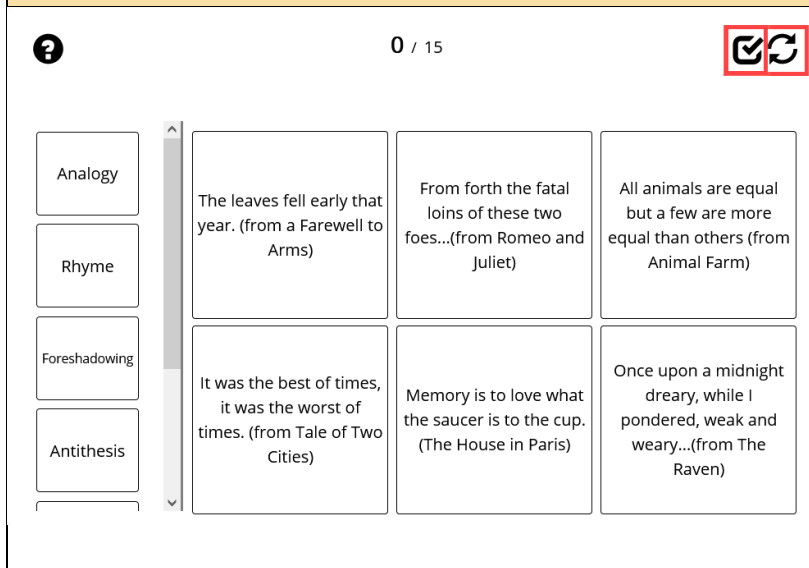 ?
0 / 15
Analogy
Rhyme
Foreshadowing
Antithesis
The leaves fell early that
year. (from a Farewell to
Arms)
From forth the fatal
loins of these two
foes...(from Romeo and
Juliet)
All animals are equal
but a few are more
equal than others (from
Animal Farm)
It was the best of times,
it was the worst of
times. (from Tale of Two
Cities)
Memory is to love what
the saucer is to the cup.
(The House in Paris)
Once upon a midnight
dreary, while I
pondered, weak and
weary...(from The
Raven)